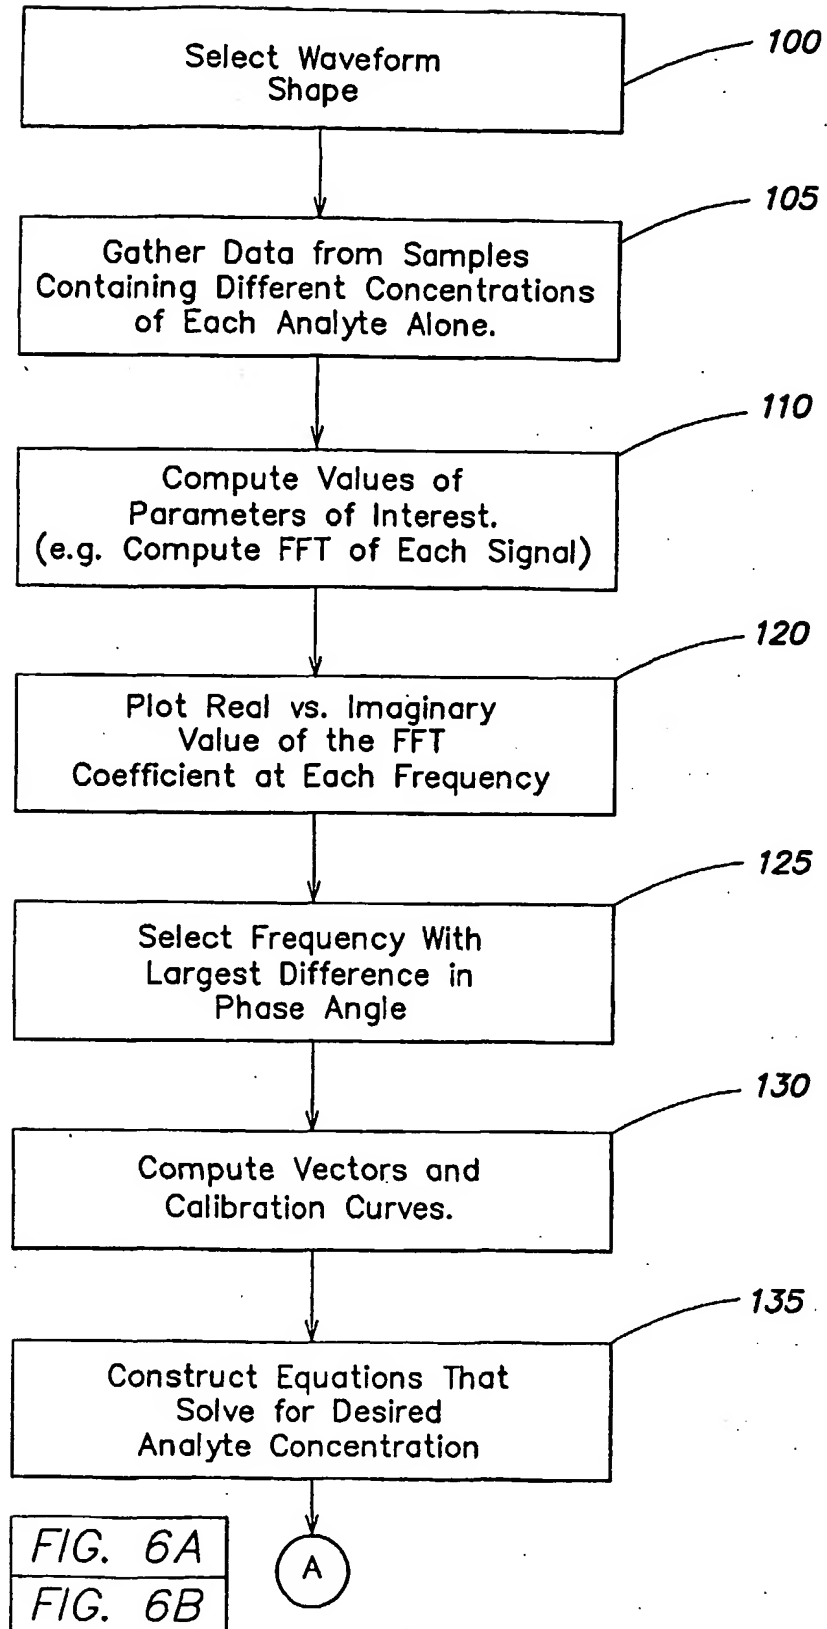 Select Waveform
Shape
100
Gather Data from Samples
Containing Different Concentrations
of Each Analyte Alone.
105
Compute Values of
Parameters of Interest.
(e.g. Compute FFT of Each Signal)
110
Plot Real vs. Imaginary
Value of the FFT
Coefficient at Each Frequency
120
Select Frequency With
Largest Difference in
Phase Angle
125
Compute Vectors and
Calibration Curves.
130
Construct Equations That
Solve for Desired
Analyte Concentration
135
A
FIG. 6A
FIG. 6B